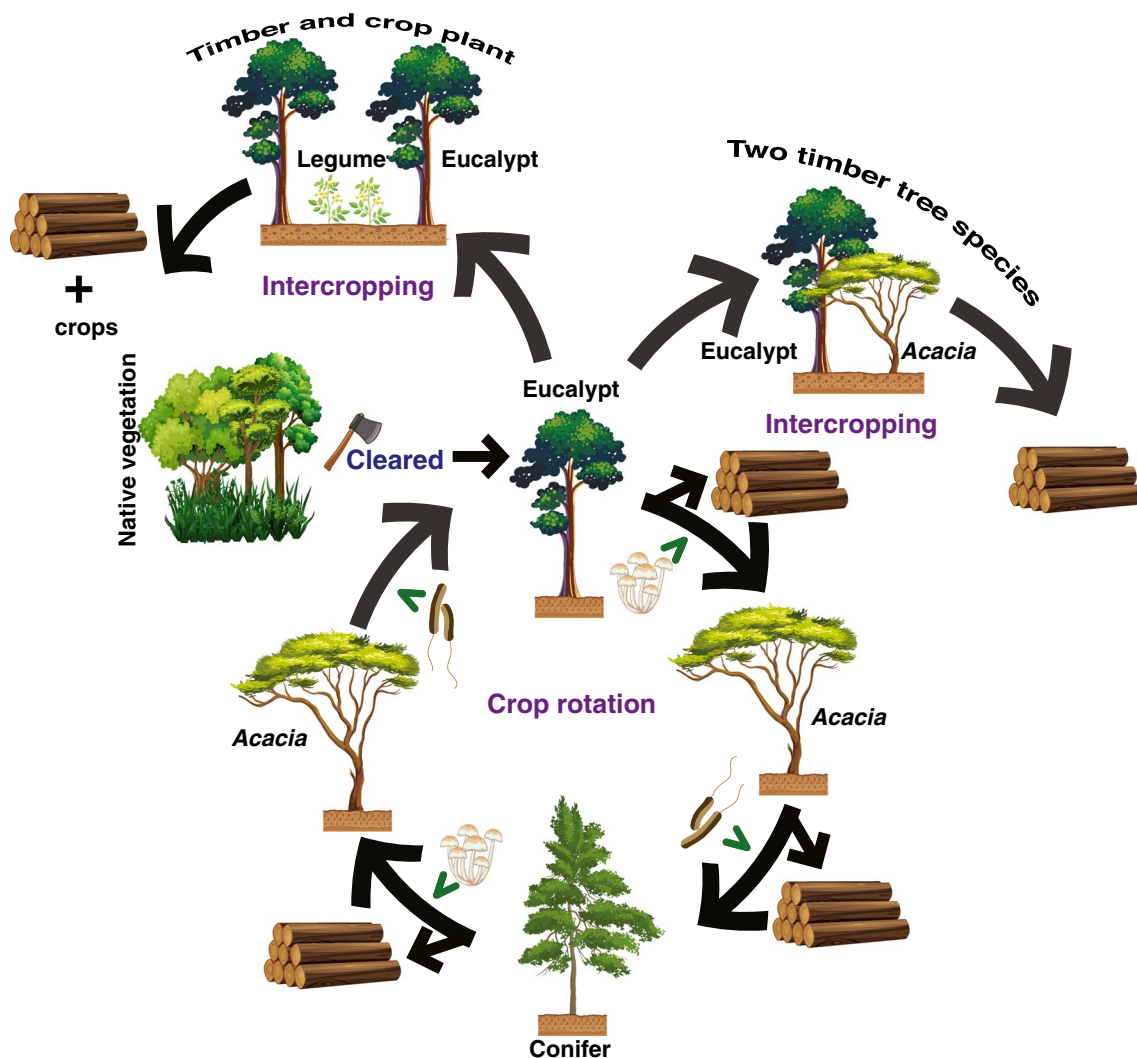 Timber and crop plant
Legume
Eucalypt
Two timber tree species
+
crops
Intercropping
Eucalypt
Acacia
Native vegetation
Eucalypt
Intercropping
Cleared
Crop rotation
Acacia
Acacia
Conifer